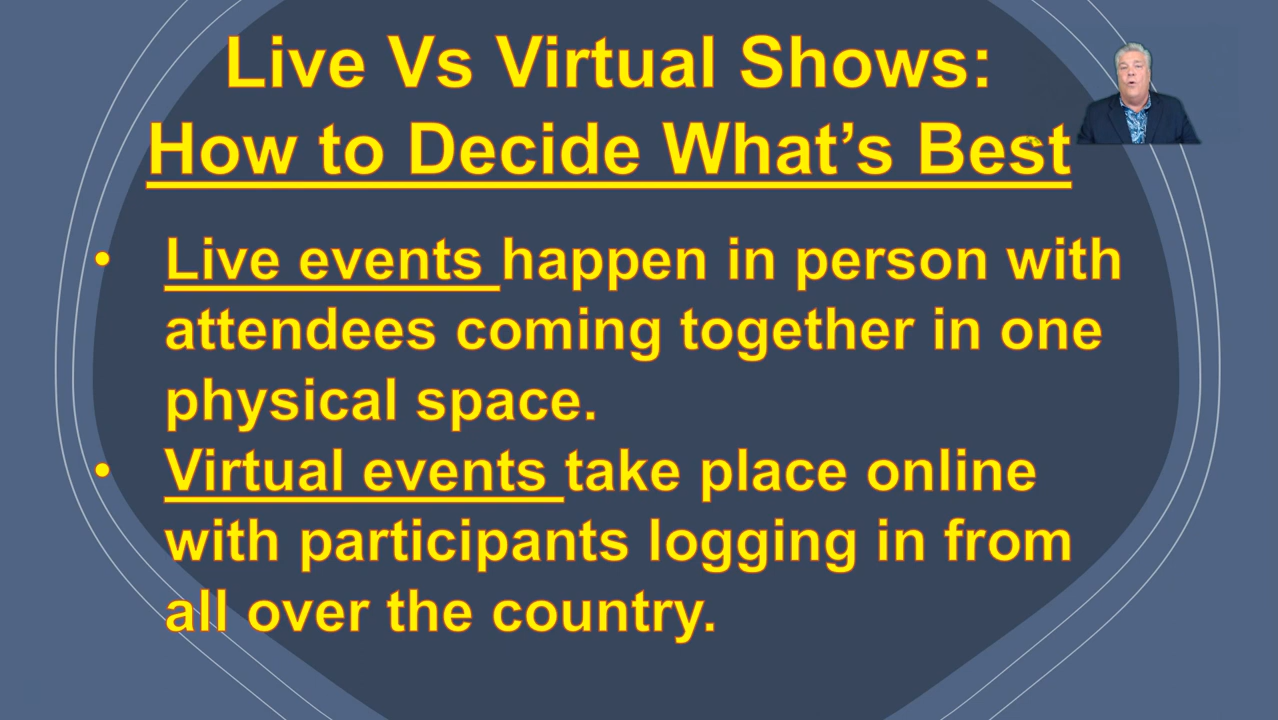 Live Vs Virtual Shows:
How to Decide What’s Best
• Live events happen in person with
attendees coming together in one
physical space.
• Virtual events take place online
with participants logging in from
all over the country.